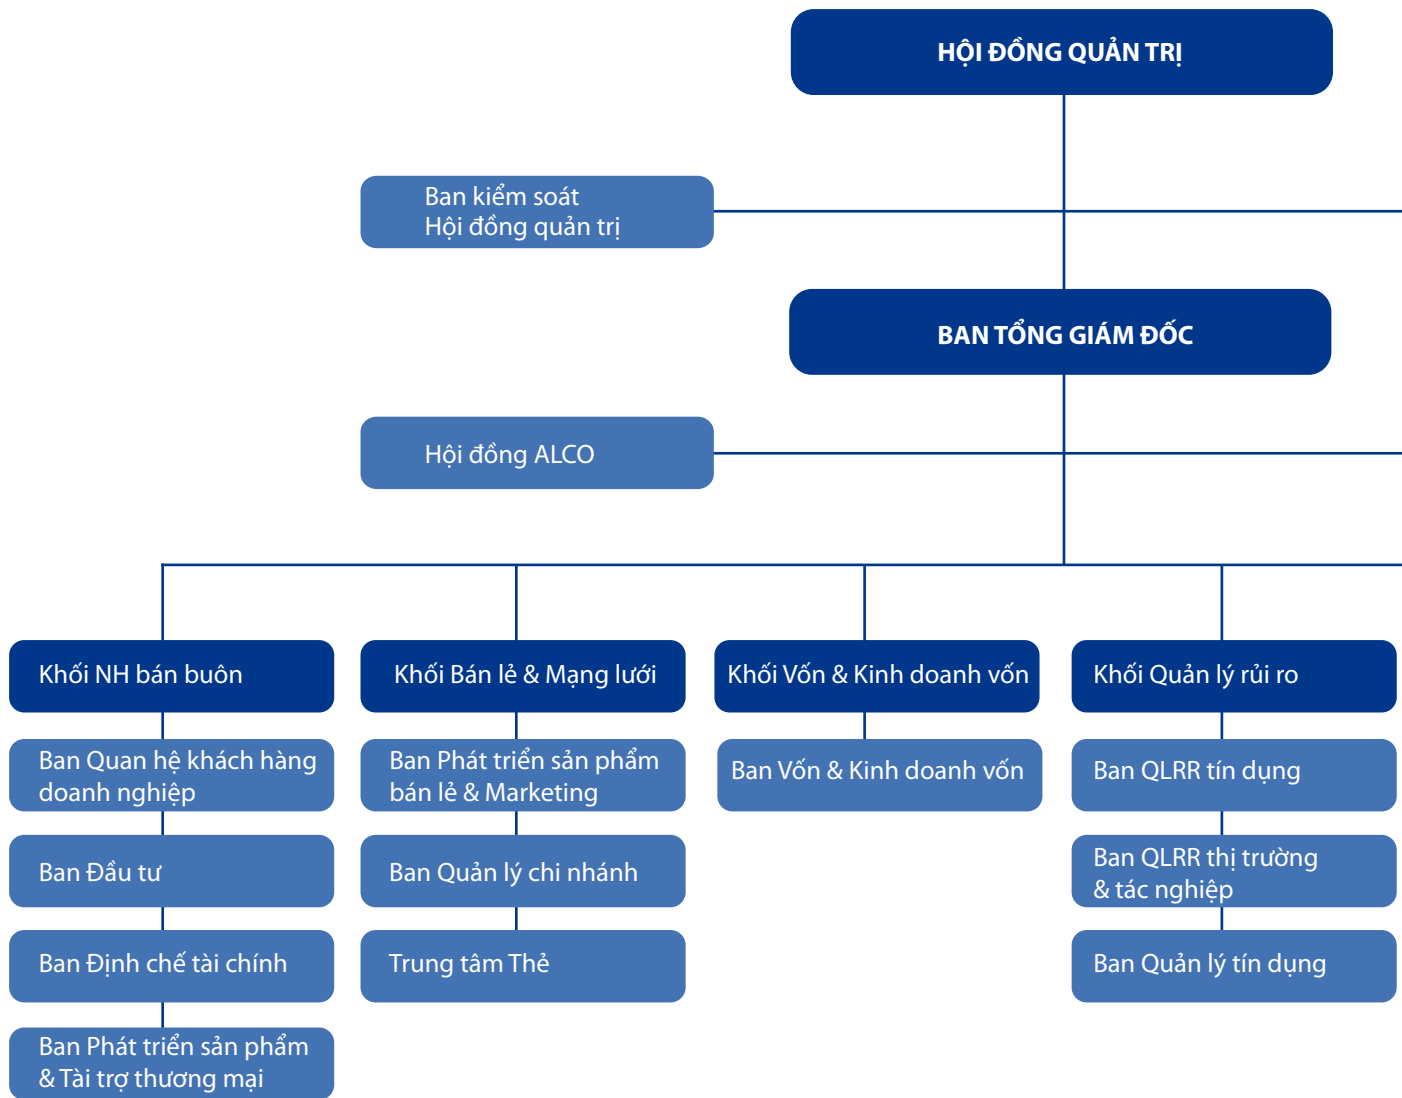 HỘI ĐỒNG QUẢN TRỊ
Ban kiểm soát
Hội đồng quản trị
BAN TỔNG GIÁM ĐỐC
Hội đồng ALCO
Khối NH bán buôn
Ban Quan hệ khách hàng
doanh nghiệp
Ban Đầu tư
Ban Định chế tài chính
Ban Phát triển sản phẩm
& Tài trợ thương mại
Khối Bán lẻ & Mạng lưới
Ban Phát triển sản phẩm
bán lẻ & Marketing
Ban Quản lý chi nhánh
Trung tâm Thẻ
Khối Vốn & Kinh doanh vốn
Ban Vốn & Kinh doanh vốn
Khối Quản lý rủi ro
Ban QLRR tín dụng
Ban QLRR thị trường
& tác nghiệp
Ban Quản lý tín dụng